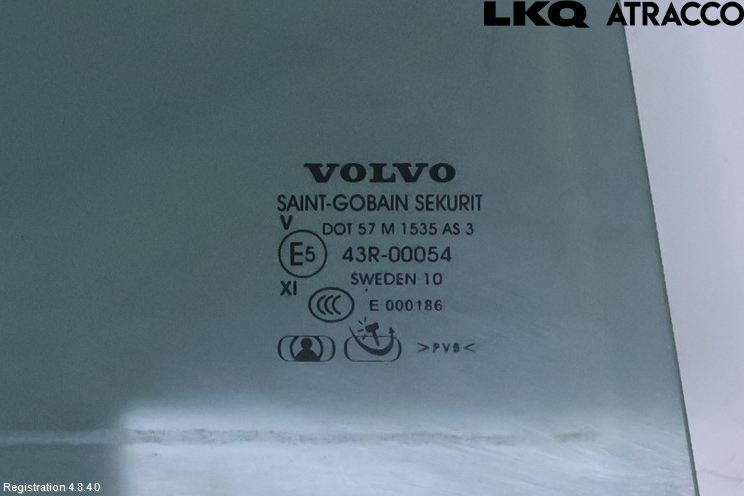 LKQ ATRACCO
VOLVO
SAINT-GOBAIN SEKURIT
V
DOT 57 M 1535 AS 3
E5 43R-00054
SWEDEN 10
XI
CCC E 000186
>PVB<
Registration 4.8.4.0